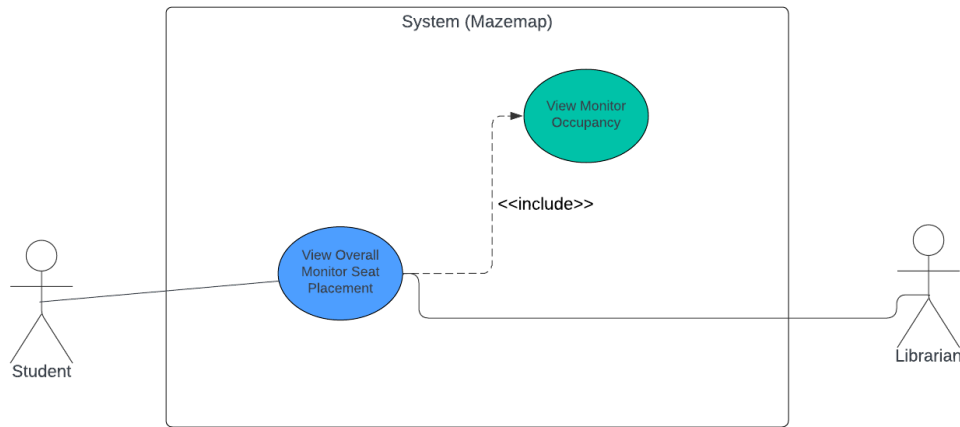 System (Mazemap)
View Monitor
Occupancy
<<include>>
View Overall
Monitor Seat
Placement
Student
Librarian